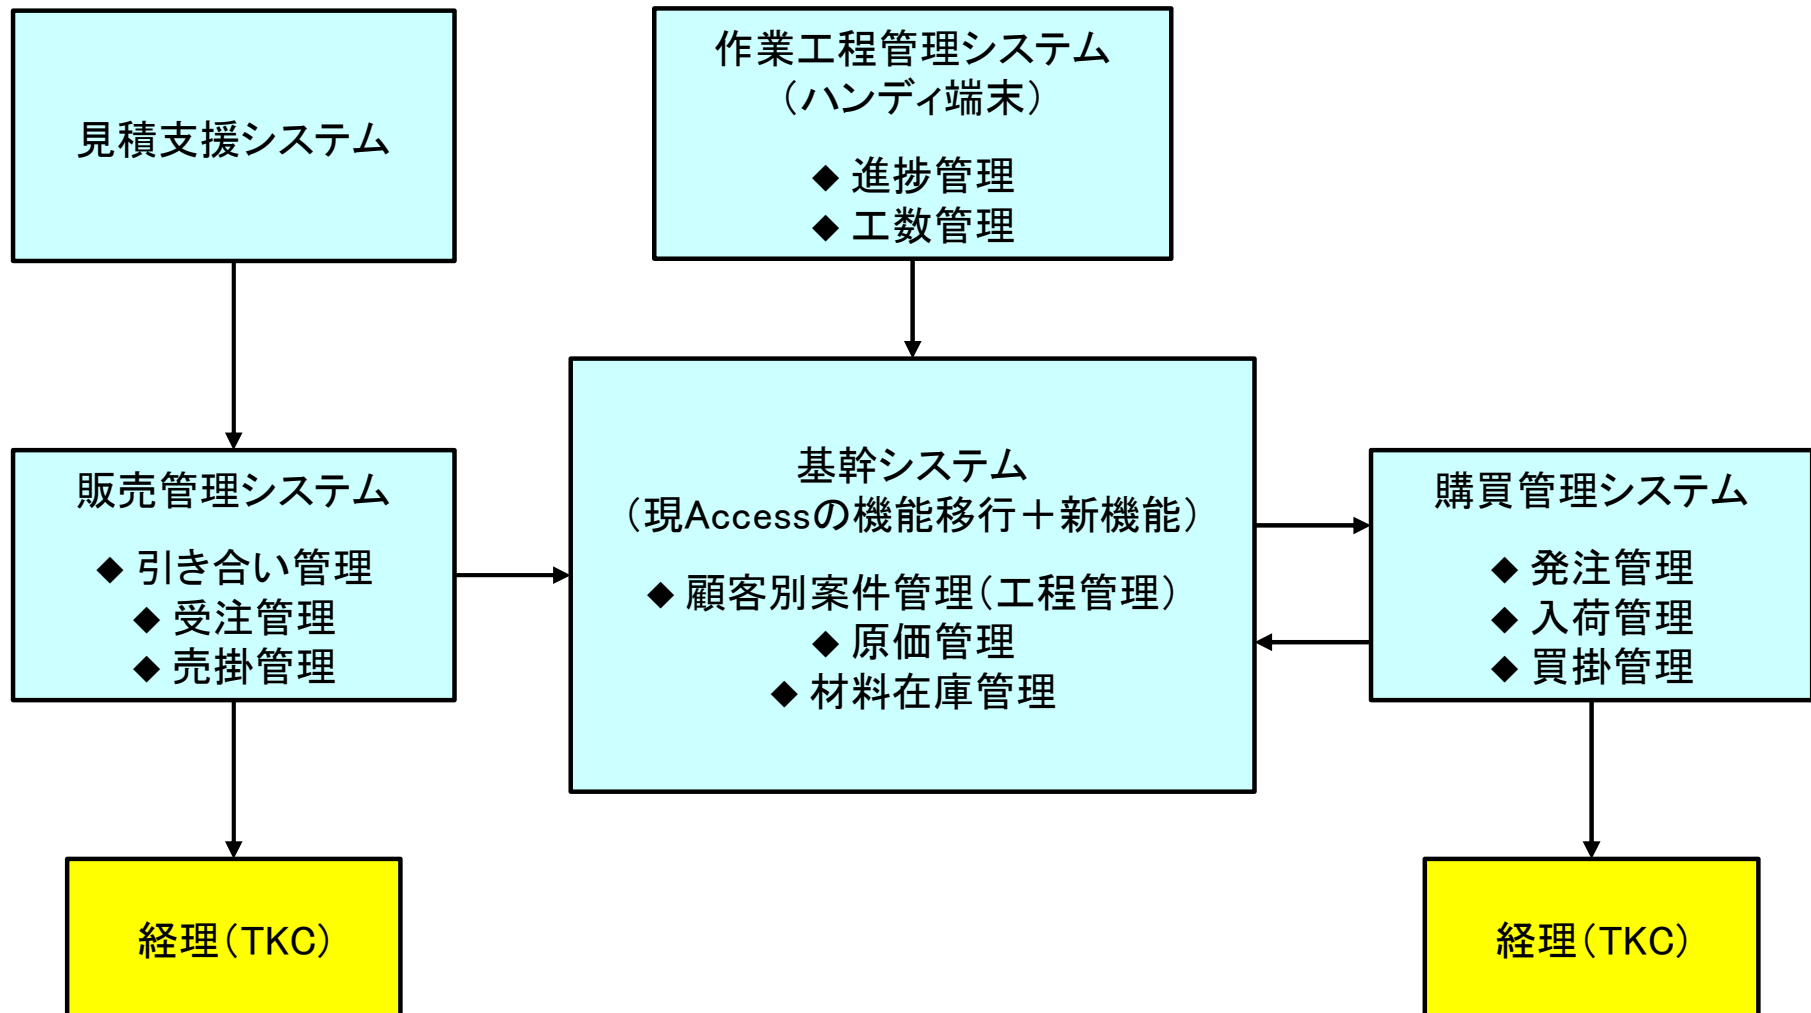 見積支援システム
作業工程管理システム
（ハンディ端末）
◆ 進捗管理
◆ 工数管理
販売管理システム
◆ 引き合い管理
◆ 受注管理
◆ 売掛管理
基幹システム
（現Accessの機能移行＋新機能）
◆ 顧客別案件管理（工程管理）
◆ 原価管理
◆ 材料在庫管理
購買管理システム
◆ 発注管理
◆ 入荷管理
◆ 買掛管理
経理（TKC）
経理（TKC）